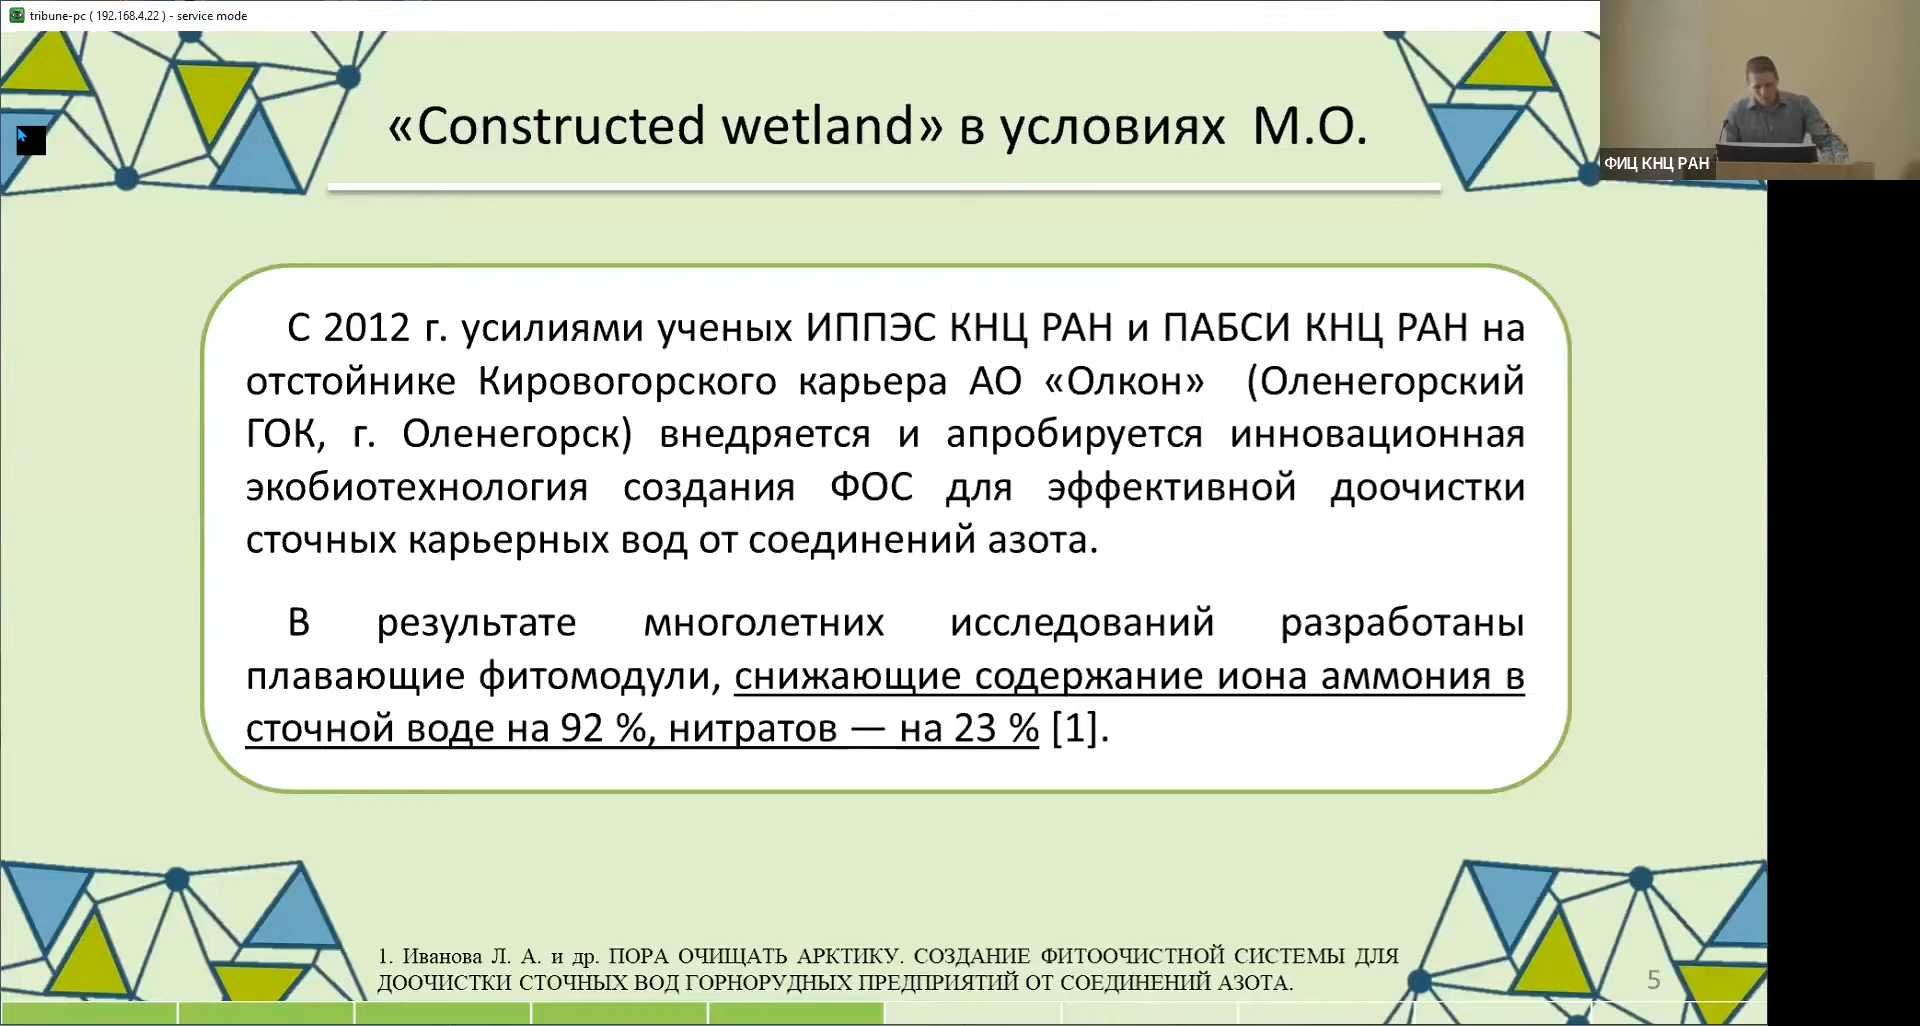 tribune-pc ( 192.168.4.22 ) - service mode
«Constructed wetland» в условиях М.О.
ФИЦ КНЦ РАН
С 2012 г. усилиями ученых ИППЭС КНЦ РАН и ПАБСИ КНЦ РАН на
отстойнике Кировогорского карьера АО «Олкон» (Оленегорский
ГОК, г. Оленегорск) внедряется и апробируется инновационная
экобиотехнология создания ФОС для эффективной доочистки
сточных карьерных вод от соединений азота.
В результате многолетних исследований разработаны
плавающие фитомодули, снижающие содержание иона аммония в
сточной воде на 92 %, нитратов — на 23 % [1].
1. Иванова Л. А. и др. ПОРА ОЧИЩАТЬ АРКТИКУ. СОЗДАНИЕ ФИТООЧИСТНОЙ СИСТЕМЫ ДЛЯ
ДООЧИСТКИ СТОЧНЫХ ВОД ГОРНОРУДНЫХ ПРЕДПРИЯТИЙ ОТ СОЕДИНЕНИЙ АЗОТА.
5